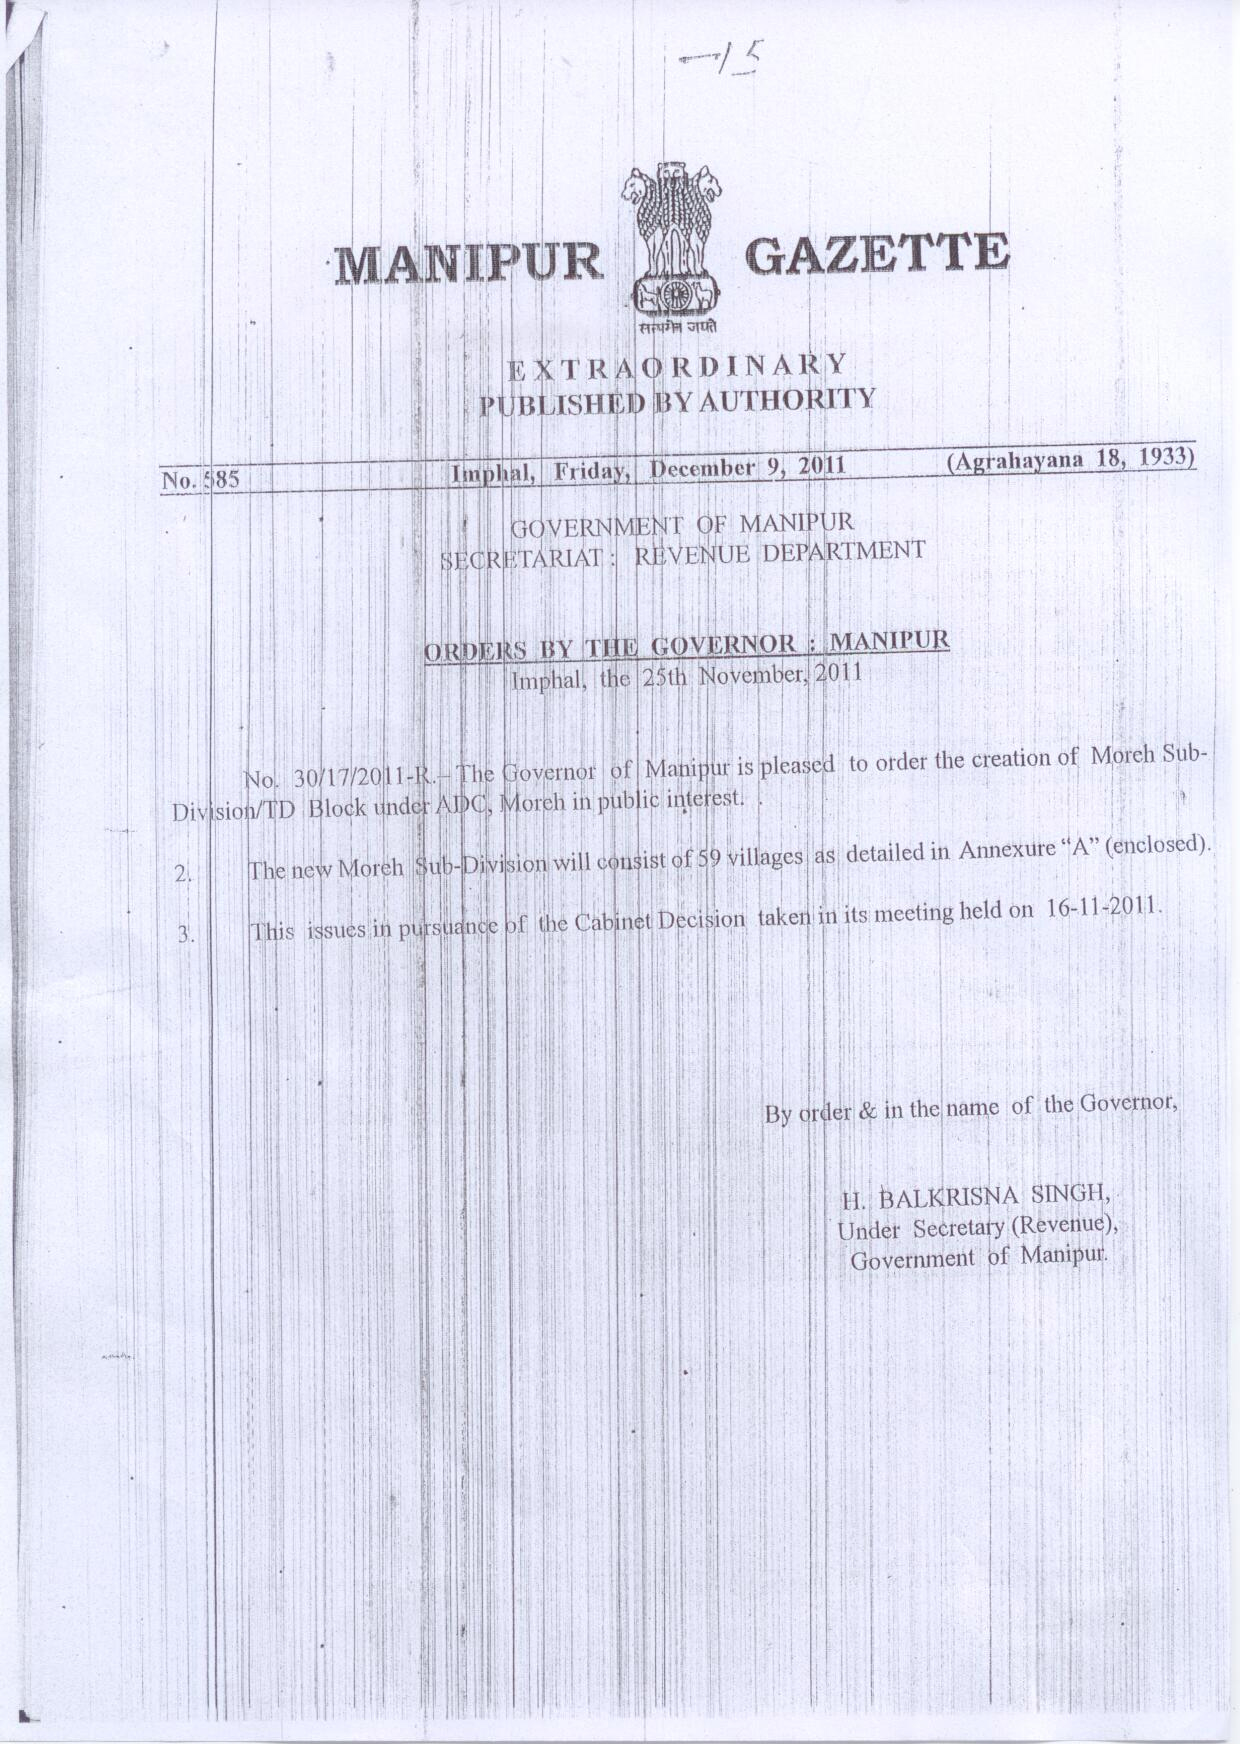 15
MANIPUR GAZETTE
सत्यमेव जयते
EXTRAORDINARY
PUBLISHED BY AUTHORITY
No. 585 Imphal, Friday, December 9, 2011 (Agrahayana 18, 1933)
GOVERNMENT OF MANIPUR
SECRETARIAT : REVENUE DEPARTMENT
ORDERS BY THE GOVERNOR : MANIPUR
Imphal, the 25th November, 2011
No. 30/17/2011-R.– The Governor of Manipur is pleased to order the creation of Moreh Sub-
Division/TD Block under ADC, Moreh in public interest.
2. The new Moreh Sub-Division will consist of 59 villages as detailed in Annexure “A” (enclosed).
3. This issues in pursuance of the Cabinet Decision taken in its meeting held on 16-11-2011.
By order & in the name of the Governor,
H. BALKRISNA SINGH,
Under Secretary (Revenue),
Government of Manipur.